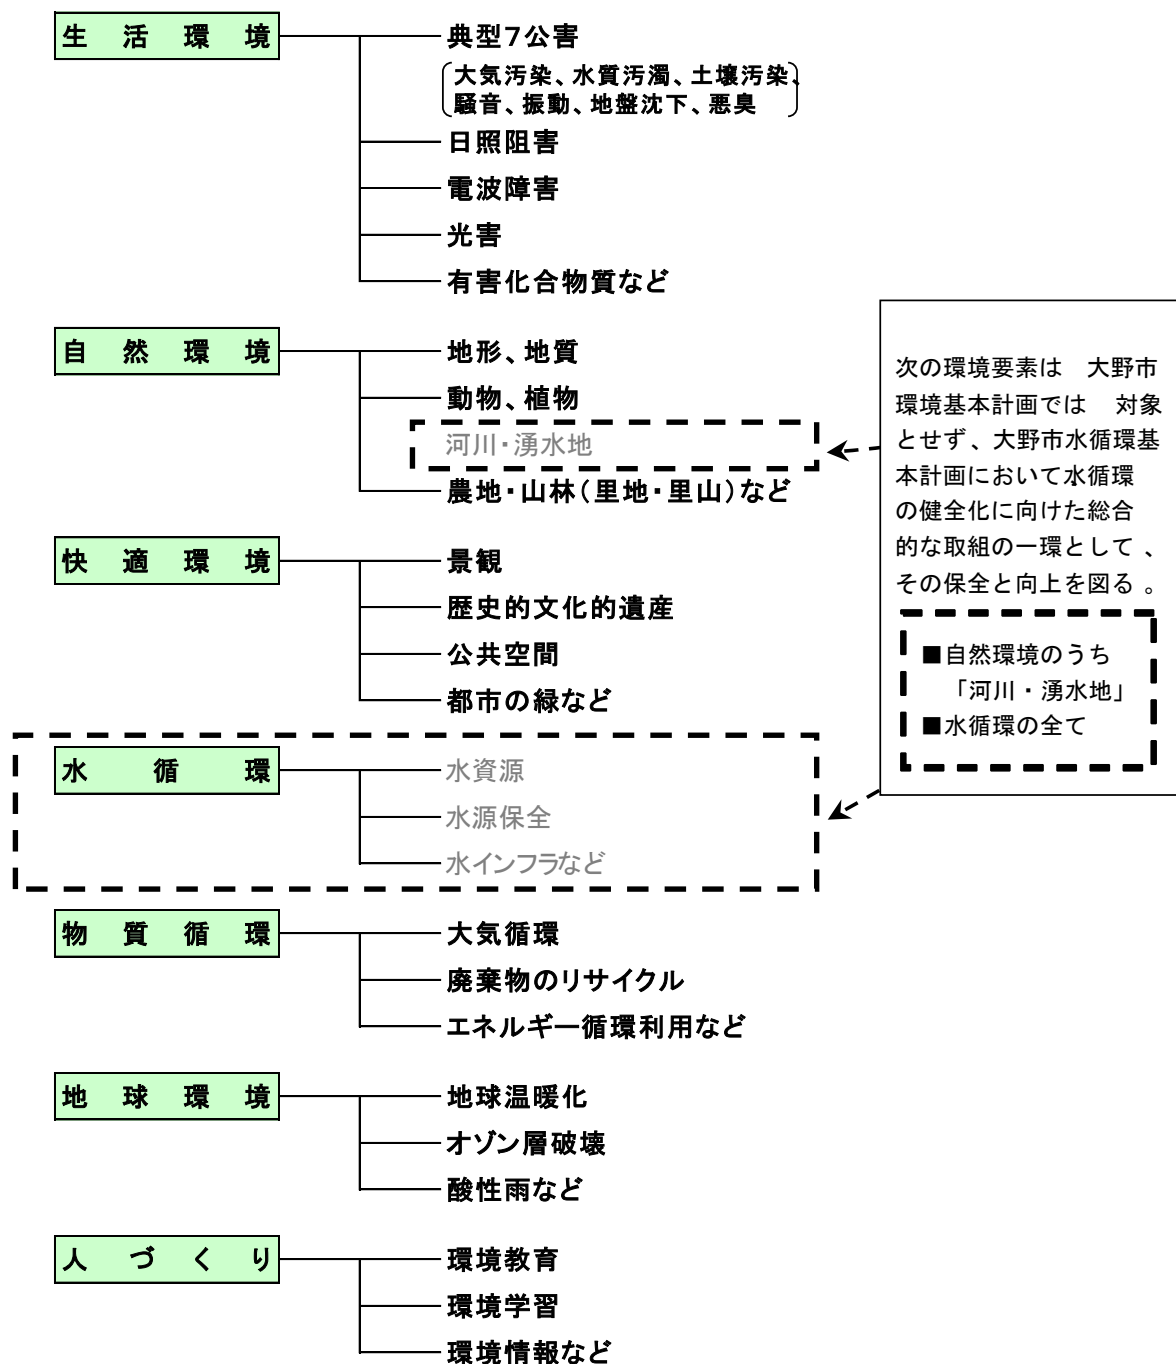 生活環境
典型7公害
大気汚染、水質汚濁、土壌汚染、
騒音、振動、地盤沈下、悪臭
日照阻害
電波障害
光害
有害化合物質など
自然環境
地形、地質
動物、植物
河川・湧水地
農地・山林(里地・里山)など
次の環境要素は 大野市
環境基本計画では 対象
とせず、大野市水循環基
本計画において水循環
の健全化に向けた総合
的な取組の一環として、
その保全と向上を図る。
■自然環境のうち
「河川・湧水地」
■水循環の全て
快適環境
景観
歴史的文化的遺産
公共空間
都市の緑など
水循環
水資源
水源保全
水インフラなど
物質循環
大気循環
廃棄物のリサイクル
エネルギー循環利用など
地球環境
地球温暖化
オゾン層破壊
酸性雨など
人づくり
環境教育
環境学習
環境情報など